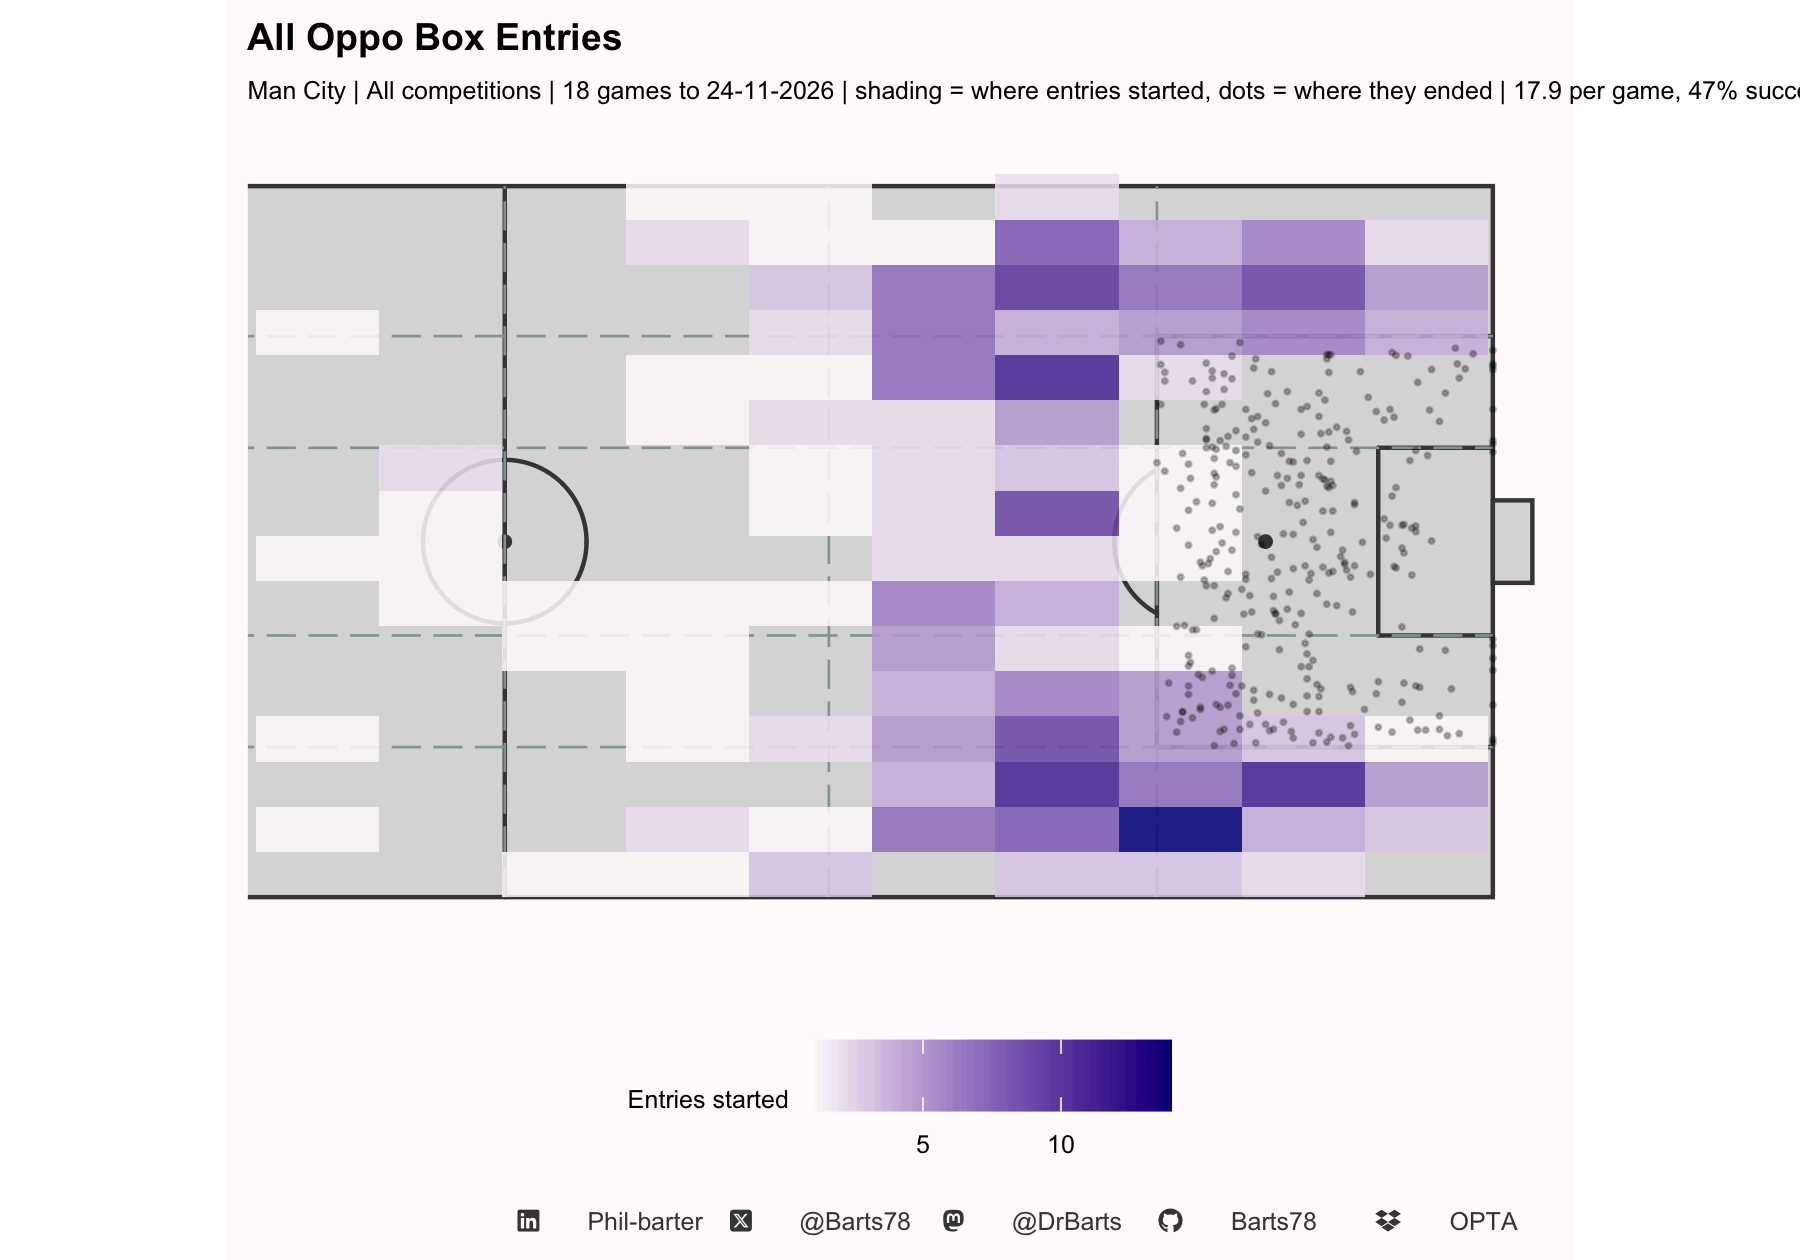 All Oppo Box Entries
Man City | All competitions | 18 games to 24-11-2026 | shading = where entries started, dots = where they ended | 17.9 per game, 47%
Entries started
5 10
Phil-barter @Barts78 @DrBarts Barts78 OPTA